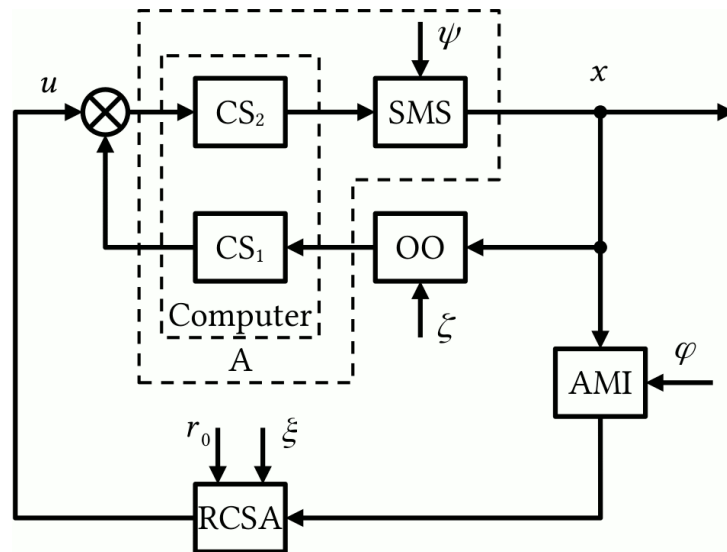 ψ
u
x
CS₂
SMS
CS₁
OO
Computer
ζ
A
φ
AMI
r₀
ξ
RCSA